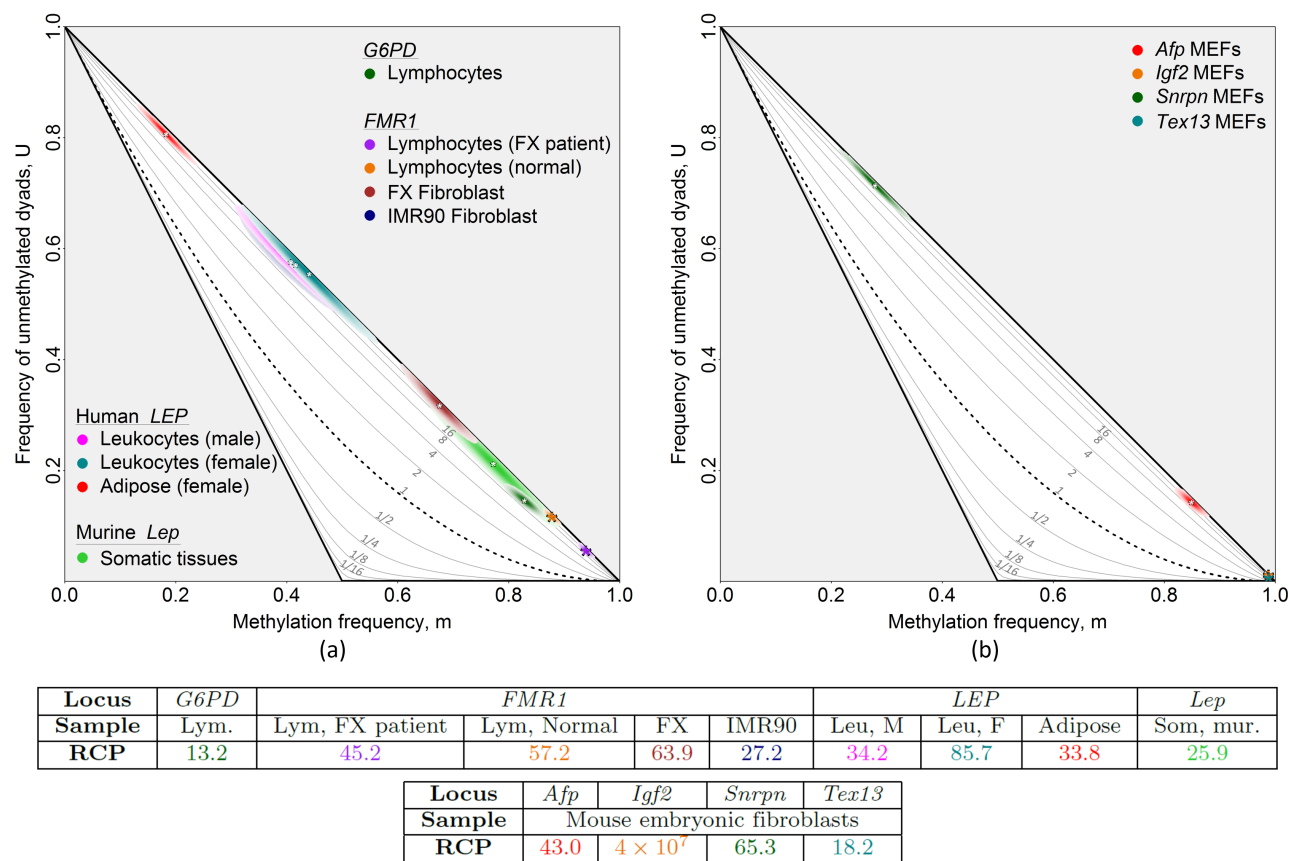 G6PD
Lymphocytes
FMR1
Lymphocytes (FX patient)
Lymphocytes (normal)
FX Fibroblast
IMR90 Fibroblast
Human LEP
Leukocytes (male)
Leukocytes (female)
Adipose (female)
Murine Lep
Somatic tissues
Frequency of unmethylated dyads, U
1.0
0.8
0.6
0.4
0.2
16
8
4
2
1
1/2
1/4
1/8
1/16
0.0 0.2 0.4 0.6 0.8 1.0
Methylation frequency, m
(a)
Afp MEFs
Igf2 MEFs
Snrpn MEFs
Tex13 MEFs
Frequency of unmethylated dyads, U
1.0
0.8
0.6
0.4
0.2
16
8
4
2
1
1/2
1/4
1/8
1/16
0.0 0.2 0.4 0.6 0.8 1.0
Methylation frequency, m
(b)
Locus G6PD FMR1 LEP Lep
Sample Lym. Lym, FX patient Lym, Normal FX IMR90 Leu, M Leu, F Adipose Som, mur.
RCP 13.2 45.2 57.2 63.9 27.2 34.2 85.7 33.8 25.9
Locus Afp Igf2 Snrpn Tex13
Sample Mouse embryonic fibroblasts
RCP 43.0 4 × 10⁷ 65.3 18.2